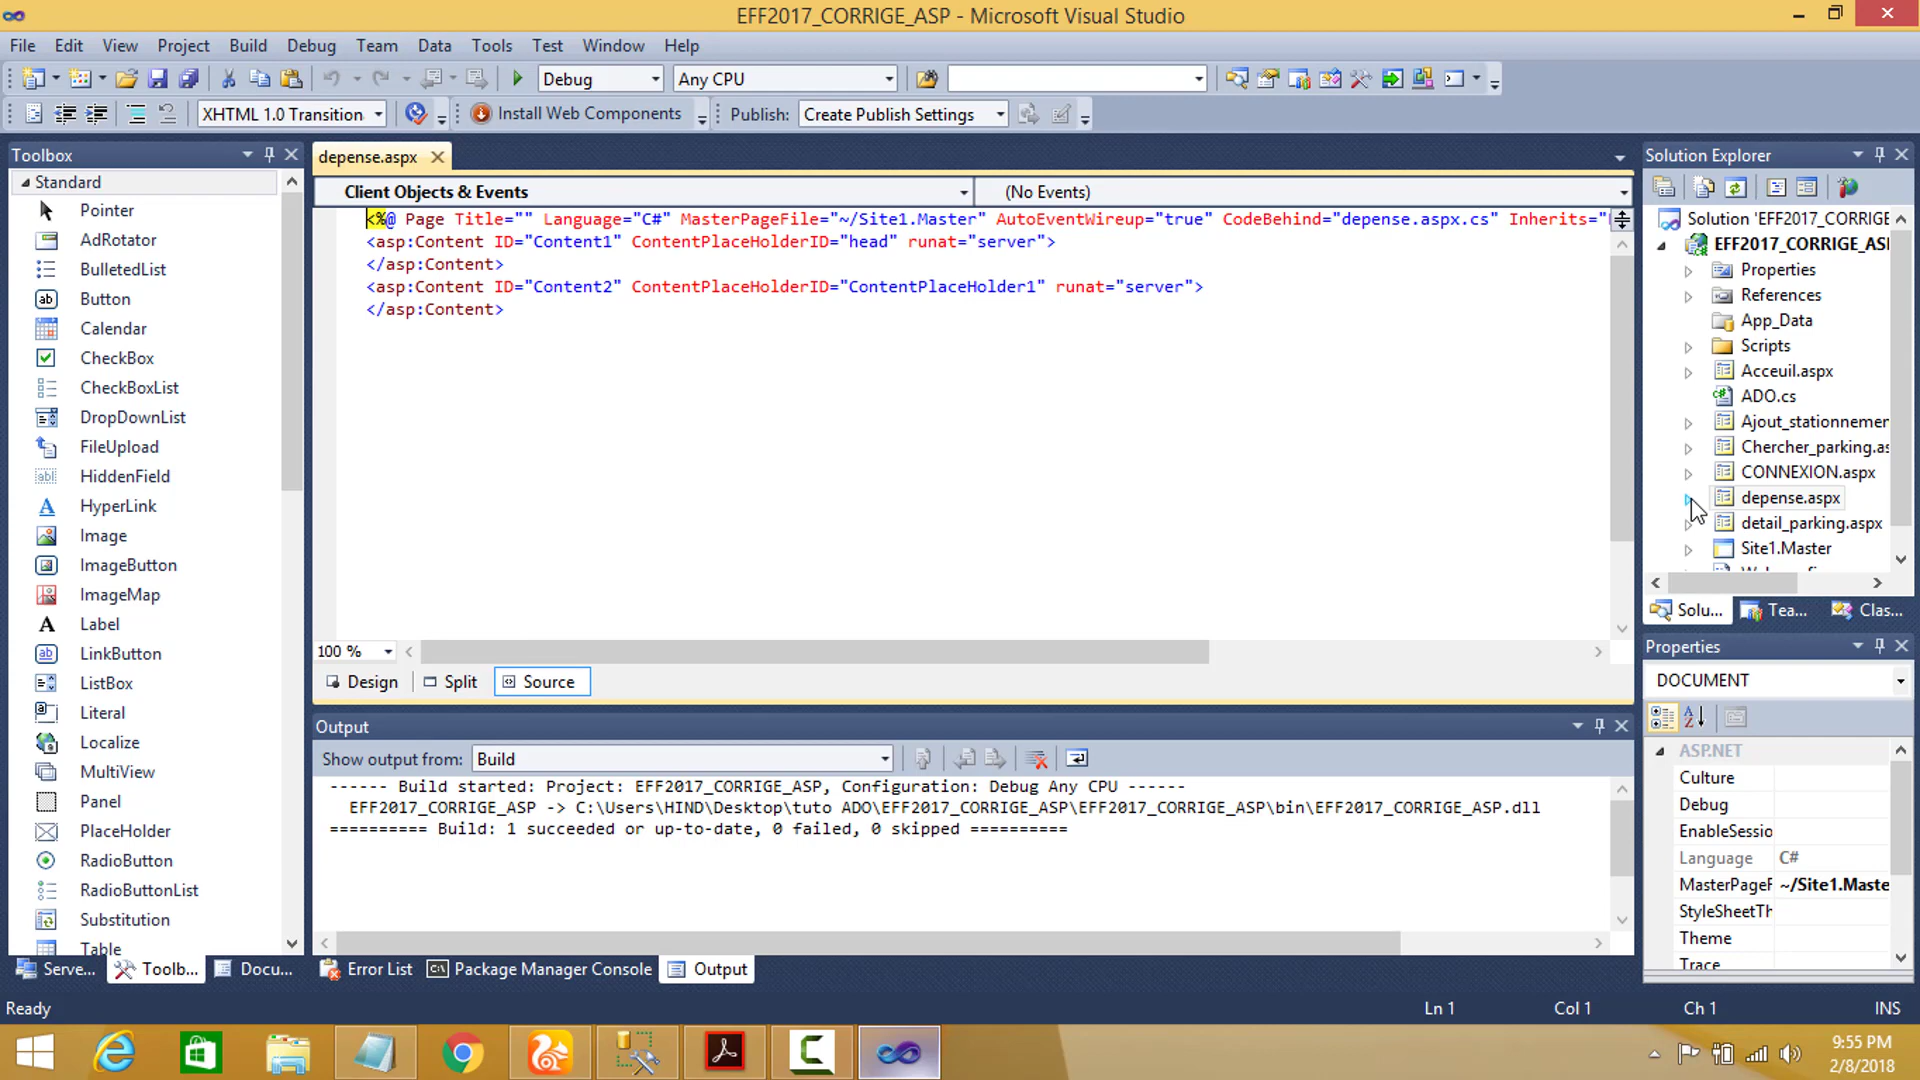 EFF2017_CORRIGE_ASP - Microsoft Visual Studio
File Edit View Project Build Debug Team Data Tools Test Window Help
Debug Any CPU
XHTML 1.0 Transition Install Web Components Publish: Create Publish Settings
Toolbox
Standard
Pointer
AdRotator
BulletedList
Button
Calendar
CheckBox
CheckBoxList
DropDownList
FileUpload
HiddenField
HyperLink
Image
ImageButton
ImageMap
Label
LinkButton
ListBox
Literal
Localize
MultiView
Panel
PlaceHolder
RadioButton
RadioButtonList
Substitution
Table
Serve... Toolb... Docu...
depense.aspx
Client Objects & Events (No Events)
<%@ Page Title="" Language="C#" MasterPageFile="~/Site1.Master" AutoEventWireup="true" CodeBehind="depense.aspx.cs" Inherits="
<asp:Content ID="Content1" ContentPlaceHolderID="head" runat="server">
</asp:Content>
<asp:Content ID="Content2" ContentPlaceHolderID="ContentPlaceHolder1" runat="server">
</asp:Content>
100 %
Design Split Source
Output
Show output from: Build
------ Build started: Project: EFF2017_CORRIGE_ASP, Configuration: Debug Any CPU ------
EFF2017_CORRIGE_ASP -> C:\Users\HIND\Desktop\tuto ADO\EFF2017_CORRIGE_ASP\EFF2017_CORRIGE_ASP\bin\EFF2017_CORRIGE_ASP.dll
========== Build: 1 succeeded or up-to-date, 0 failed, 0 skipped ==========
Error List Package Manager Console Output
Solution Explorer
Solution 'EFF2017_CORRIGE
EFF2017_CORRIGE_ASI
Properties
References
App_Data
Scripts
Acceuil.aspx
ADO.cs
Ajout_stationnemer
Chercher_parking.as
CONNEXION.aspx
depense.aspx
detail_parking.aspx
Site1.Master
Solu... Tea... Clas...
Properties
DOCUMENT
ASP.NET
Culture
Debug
EnableSessio
Language C#
MasterPageF ~/Site1.Maste
StyleSheetTh
Theme
Trace
Ready Ln 1 Col 1 Ch 1 INS
9:55 PM
2/8/2018